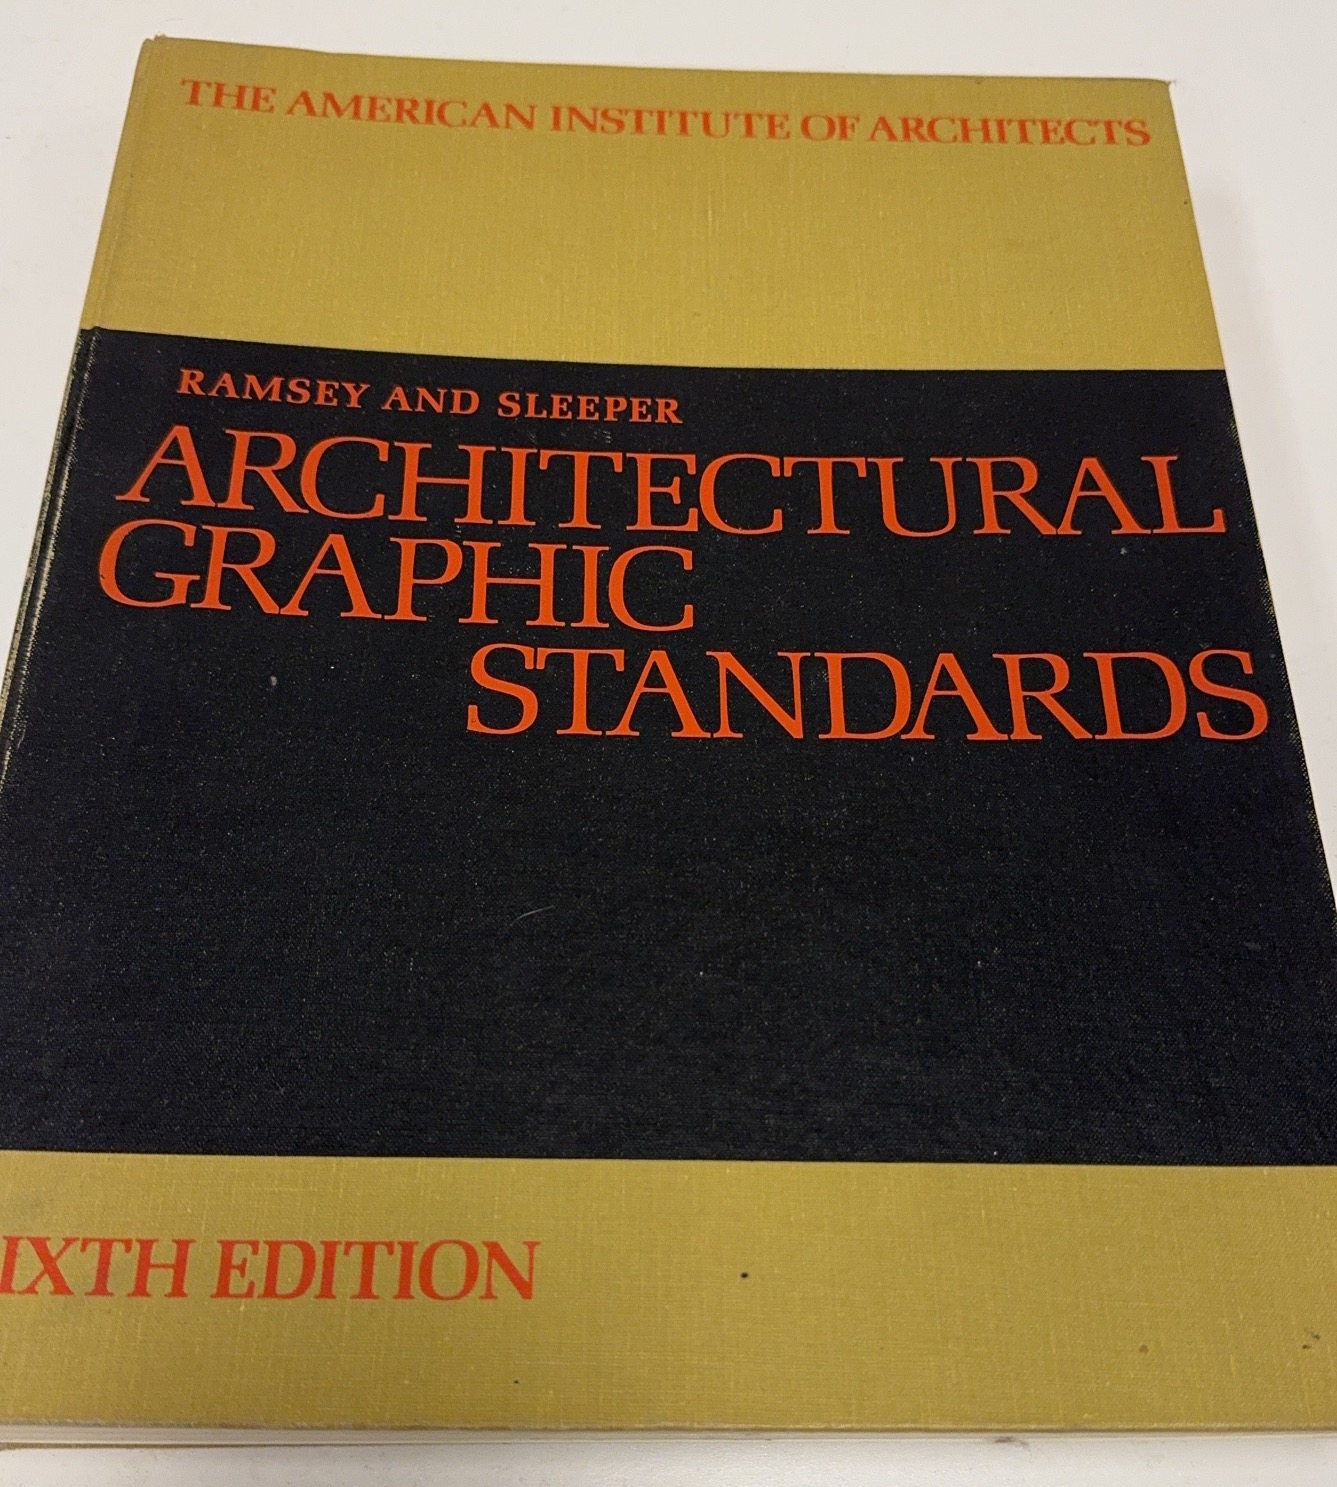 THE AMERICAN INSTITUTE OF ARCHITECTS
RAMSEY AND SLEEPER
ARCHITECTURAL
GRAPHIC
STANDARDS
IXTH EDITION